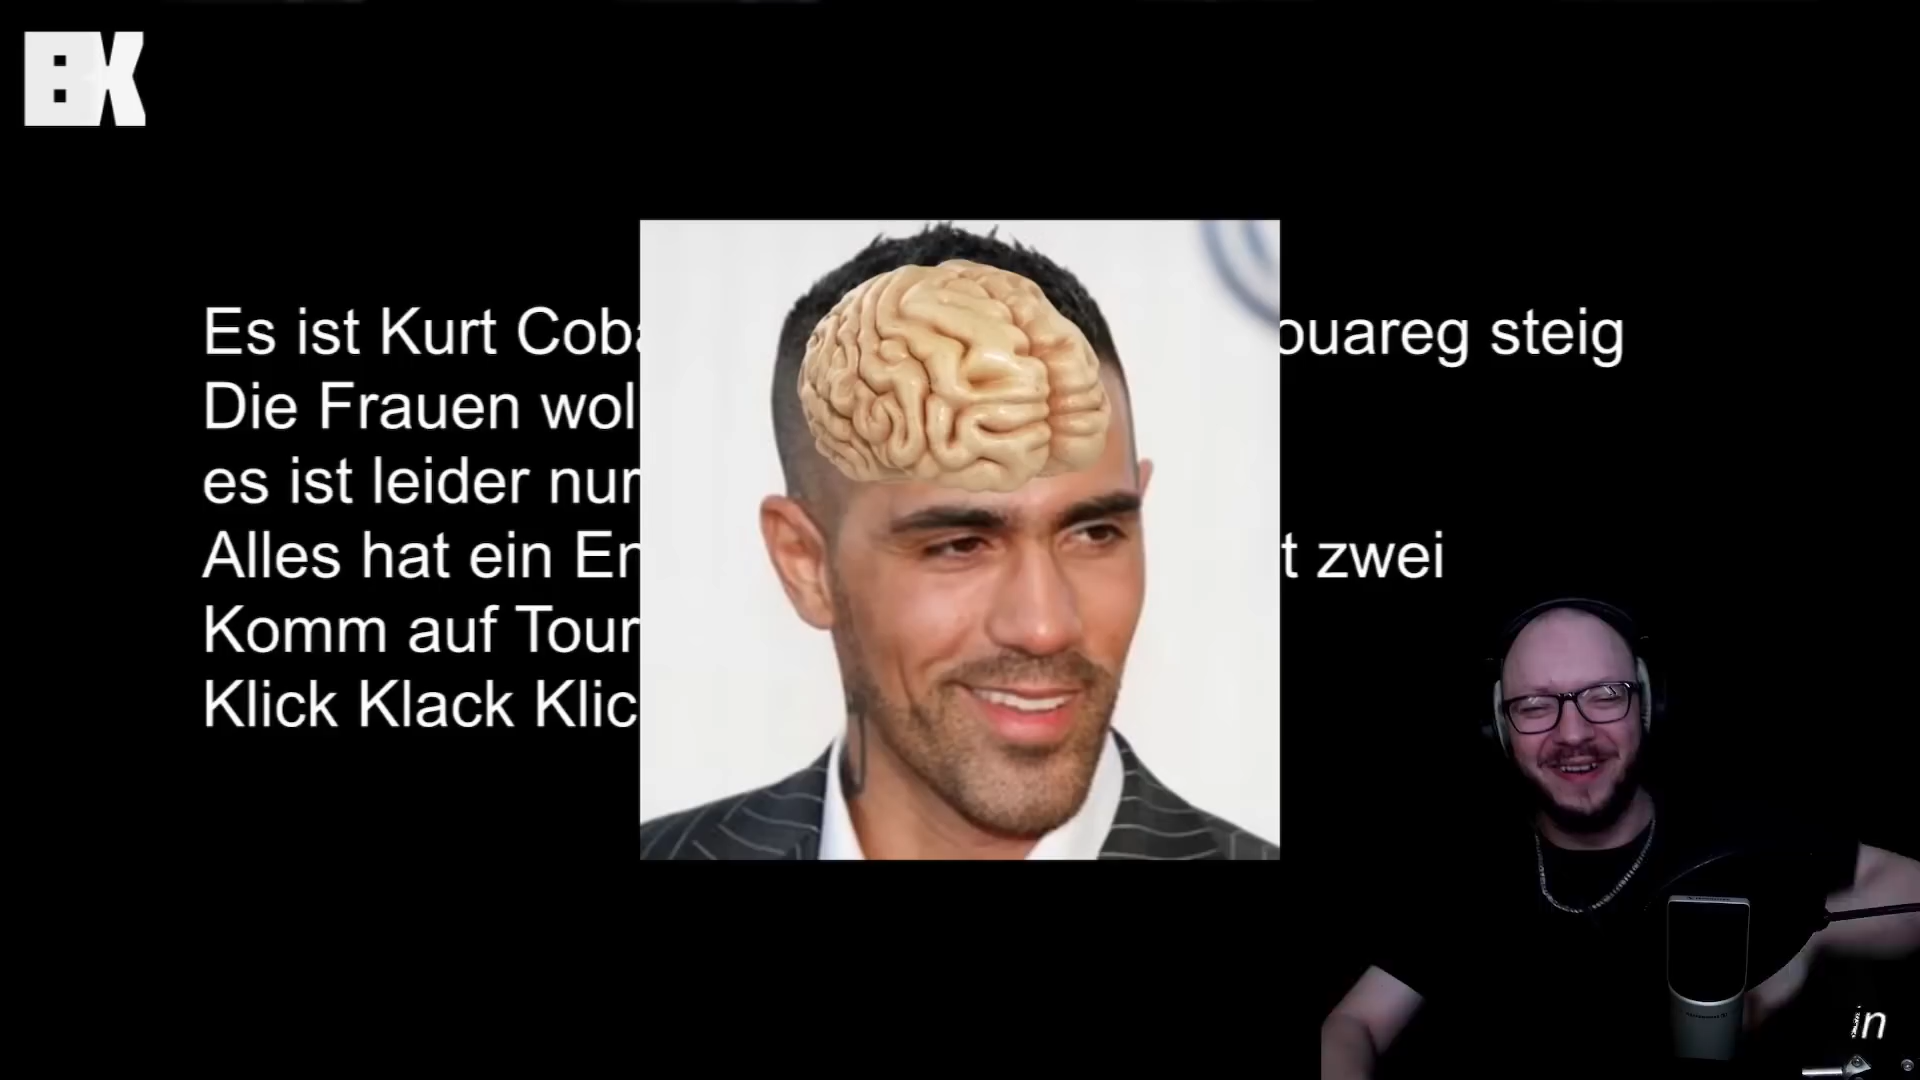 EK
Es ist Kurt Coba
ouareg steig
Die Frauen wol
es ist leider nur
Alles hat ein En
t zwei
Komm auf Tour
Klick Klack Klic
in